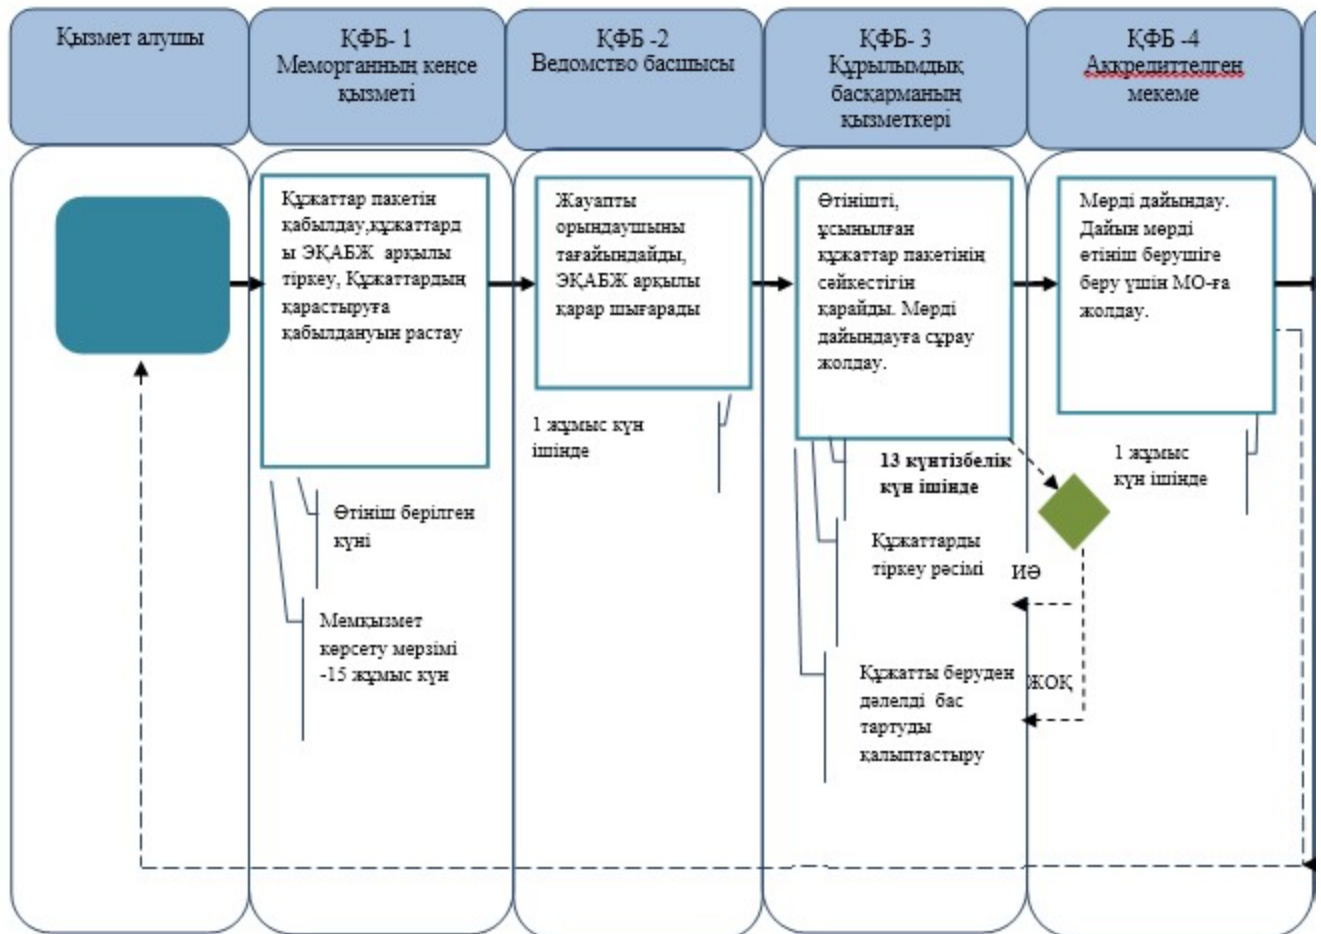 Қызмет алушы
ҚФБ- 1
Меморганның кеңсе
қызметі
ҚФБ -2
Ведомство басшысы
ҚФБ- 3
Құрылымдық
басқарманың
қызметкері
ҚФБ -4
Аккредиттелген
мекеме
Құжаттар пакетін
қабылдау,құжаттард
ы ЭҚАБЖ арқылы
тіркеу, Құжаттардың
қарастыруға
қабылдануын растау
Өтініш берілген
күні
Мемқызмет
көрсету мерзімі
-15 жұмыс күн
Жауапты
орындаушыны
тағайындайды,
ЭҚАБЖ арқылы
қарар шығарады
1 жұмыс күн
ішінде
Өтінішті,
ұсынылған
құжаттар пакетінің
сәйкестігін
қарайды. Мөрді
дайындауға сұрау
жолдау.
13 күнтізбелік
күн ішінде
Құжаттарды
тіркеу рәсімі
Құжатты беруден
дәлелді бас
тартуды
қалыптастыру
Мөрді дайындау.
Дайын мөрді
өтініш берушіге
беру үшін МО-ға
жолдау.
1 жұмыс
күн ішінде
ИӘ
ЖОҚ